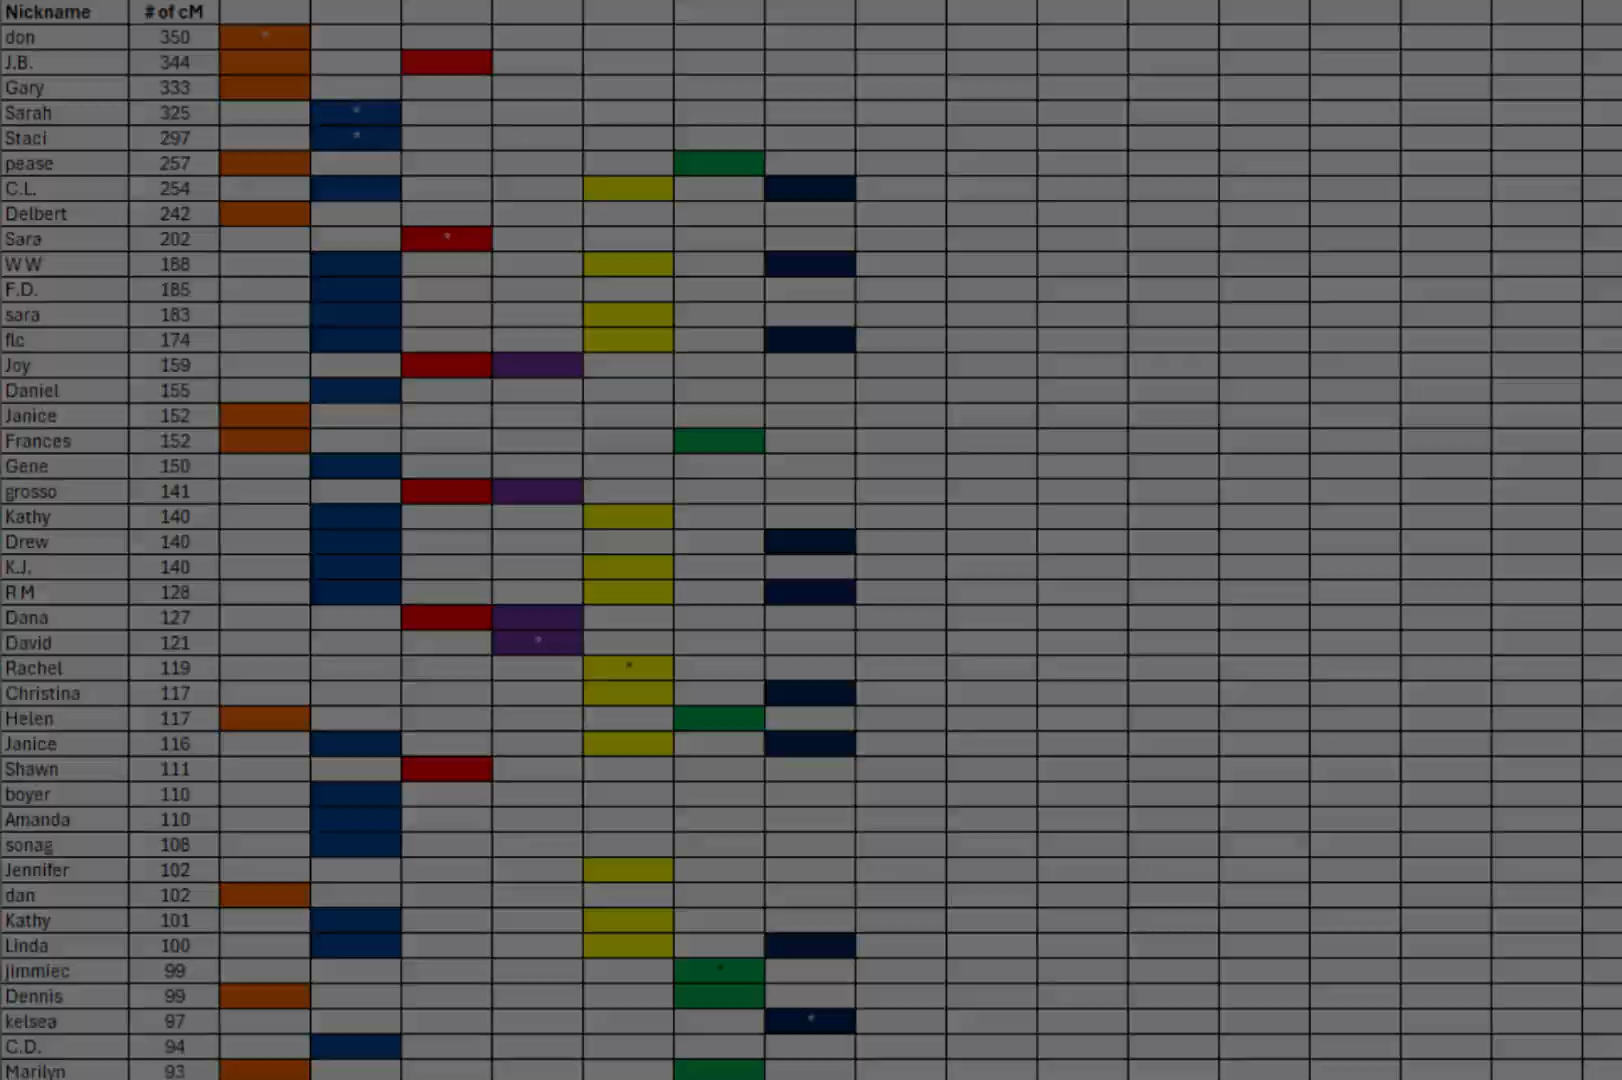 Nickname # of cM
don 350 *
J.B. 344
Gary 333
Sarah 325 *
Staci 297 *
pease 257
C.L. 254
Delbert 242
Sara 202 *
W W 188
F.D. 185
sara 183
flc 174
Joy 159
Daniel 155
Janice 152
Frances 152
Gene 150
grosso 141
Kathy 140
Drew 140
K.J. 140
R M 128
Dana 127
David 121 *
Rachel 119 *
Christina 117
Helen 117
Janice 116
Shawn 111
boyer 110
Amanda 110
sonag 108
Jennifer 102
dan 102
Kathy 101
Linda 100
jimmiec 99 *
Dennis 99
kelsea 97 *
C.D. 94
Marilyn 93